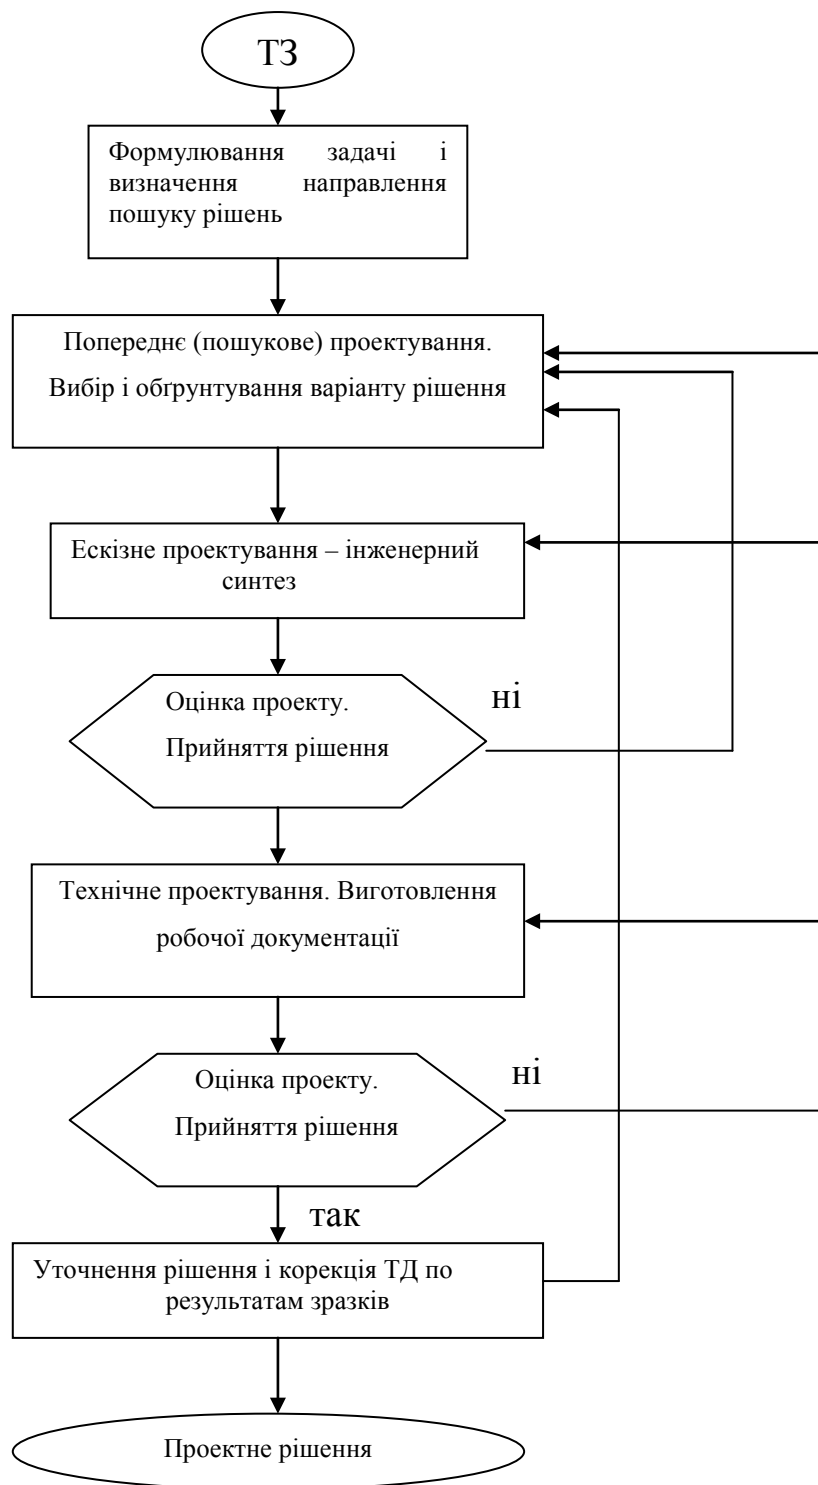 ТЗ
Формулювання задачі і
визначення направлення
пошуку рішень
Попереднє (пошукове) проектування.
Вибір і обґрунтування варіанту рішення
Ескізне проектування – інженерний
синтез
Оцінка проекту.
Прийняття рішення
ні
Технічне проектування. Виготовлення
робочої документації
Оцінка проекту.
Прийняття рішення
ні
так
Уточнення рішення і корекція ТД по
результатам зразків
Проектне рішення